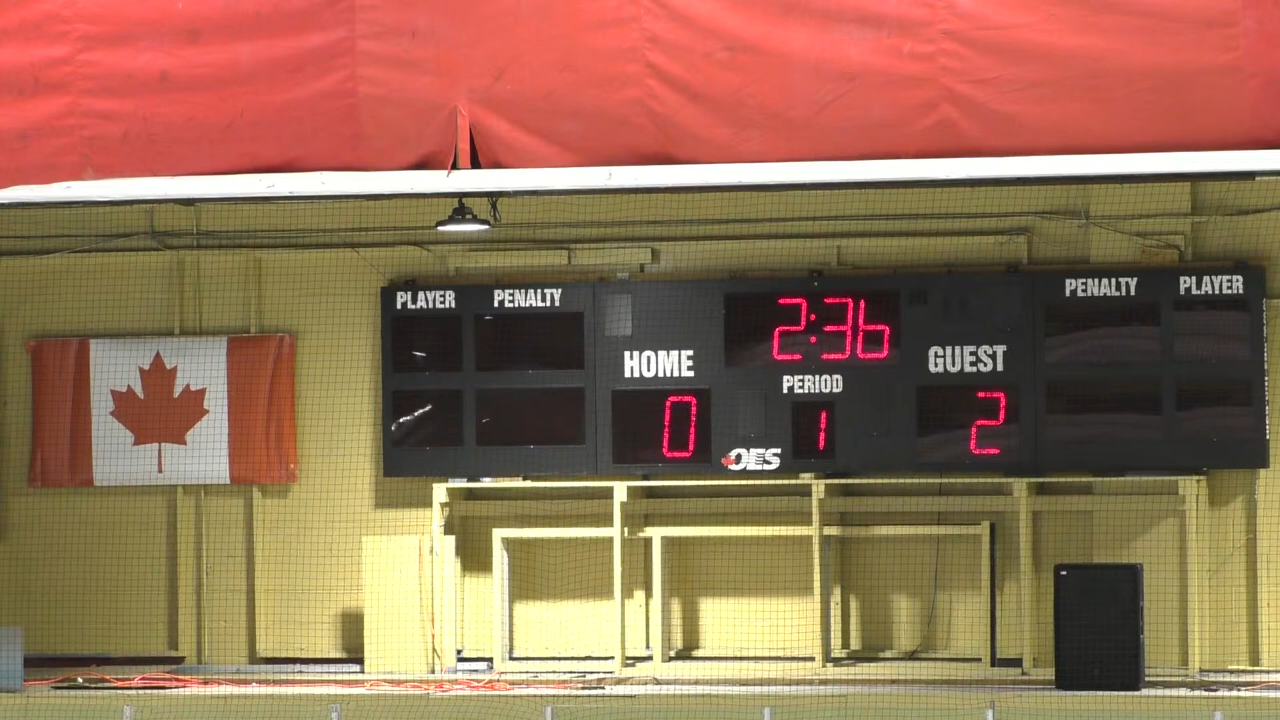 PLAYER PENALTY
2:36
PENALTY PLAYER
HOME
GUEST
PERIOD
0
1
2
OES